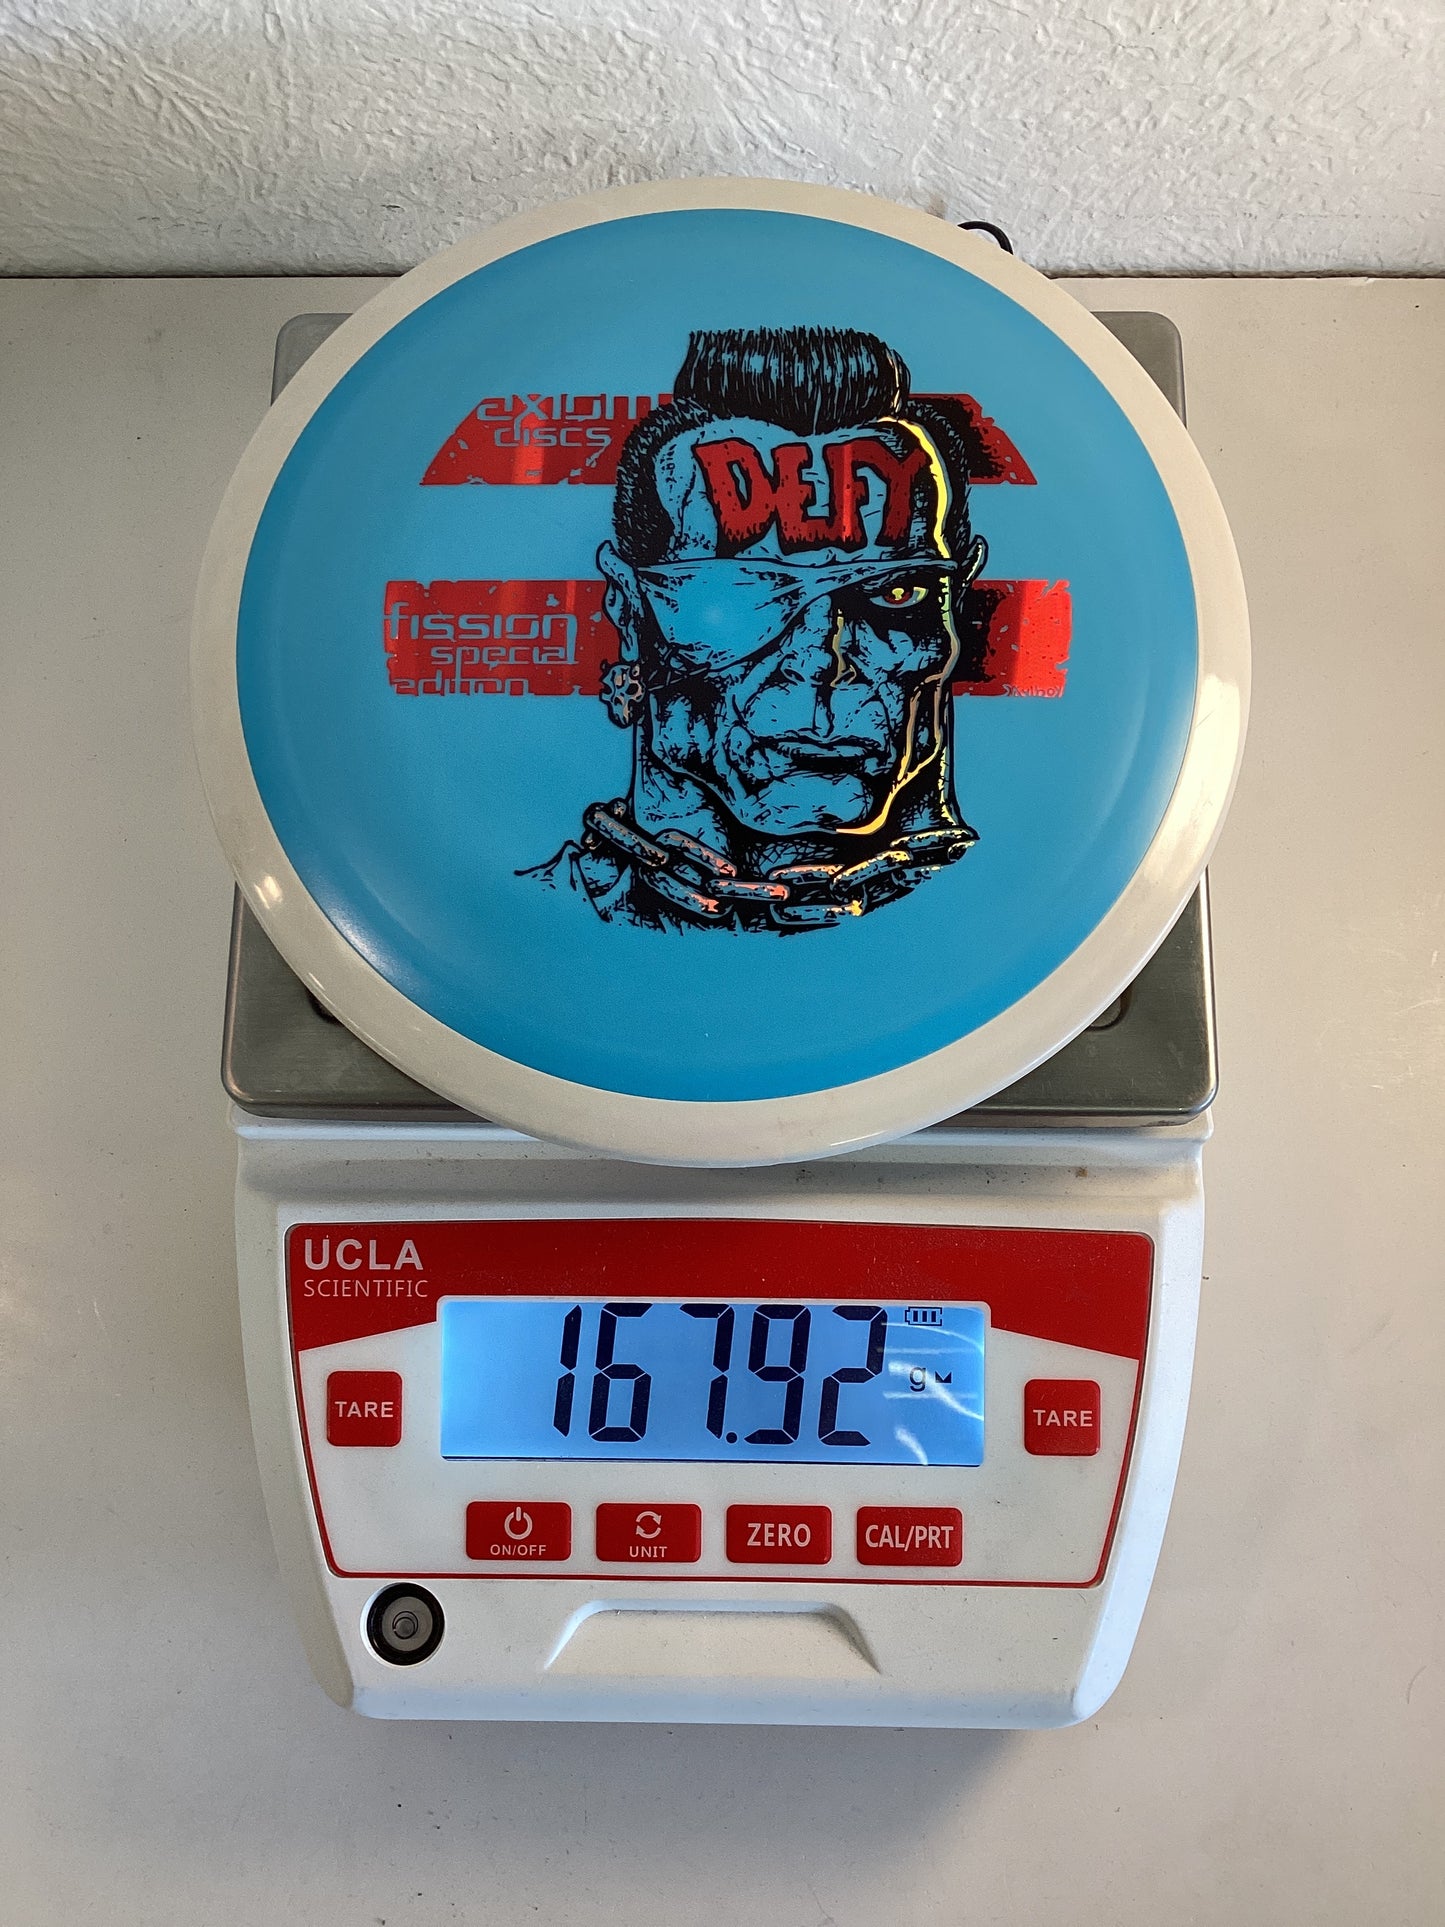 axiom
discs
DEFY
fission
special
edition
Skulboy
UCLA
SCIENTIFIC
167.92
g
TARE
TARE
ON/OFF
UNIT
ZERO
CAL/PRT